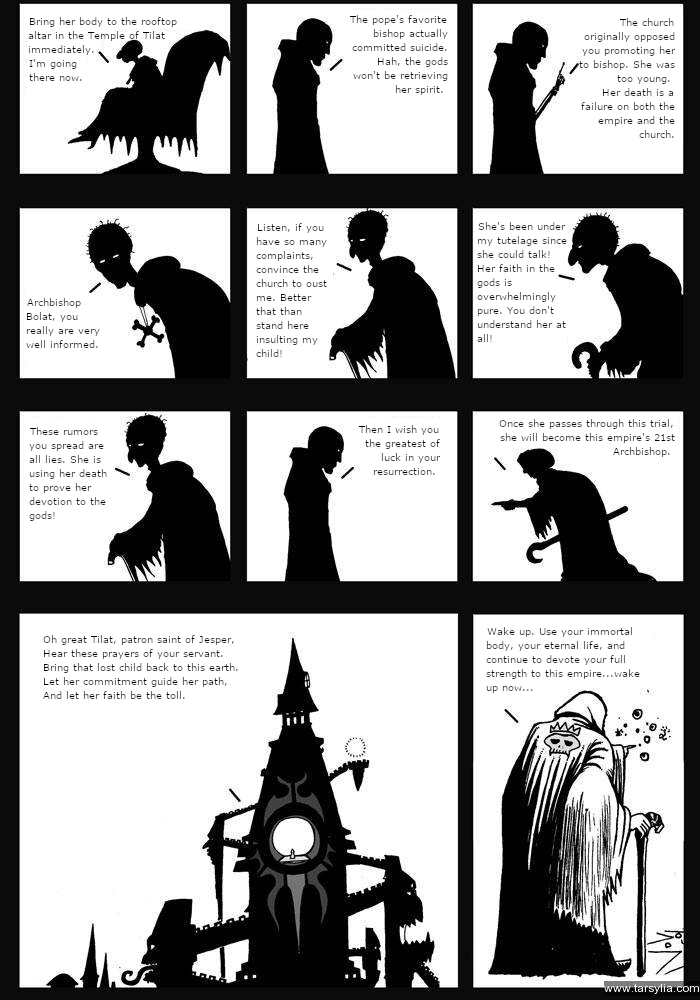 Bring her body to the rooftop
altar in the Temple of Tilat
immediately.
I'm going
there now.
The pope's favorite
bishop actually
committed suicide.
Hah, the gods
won't be retrieving
her spirit.
The church
originally opposed
you promoting her
to bishop. She was
too young.
Her death is a
failure on both the
empire and the
church.
Archbishop
Bolat, you
really are very
well informed.
Listen, if you
have so many
complaints,
convince the
church to oust
me. Better
that than
stand here
insulting my
child!
She's been under
my tutelage since
she could talk!
Her faith in the
gods is
overwhelmingly
pure. You don't
understand her at
all!
These rumors
you spread are
all lies. She is
using her death
to prove her
devotion to the
gods!
Then I wish you
the greatest of
luck in your
resurrection.
Once she passes through this trial,
she will become this empire's 21st
Archbishop.
Oh great Tilat, patron saint of Jesper,
Hear these prayers of your servant.
Bring that lost child back to this earth.
Let her commitment guide her path,
And let her faith be the toll.
Wake up. Use your immortal
body, your eternal life, and
continue to devote your full
strength to this empire...wake
up now...
www.tarsylia.com